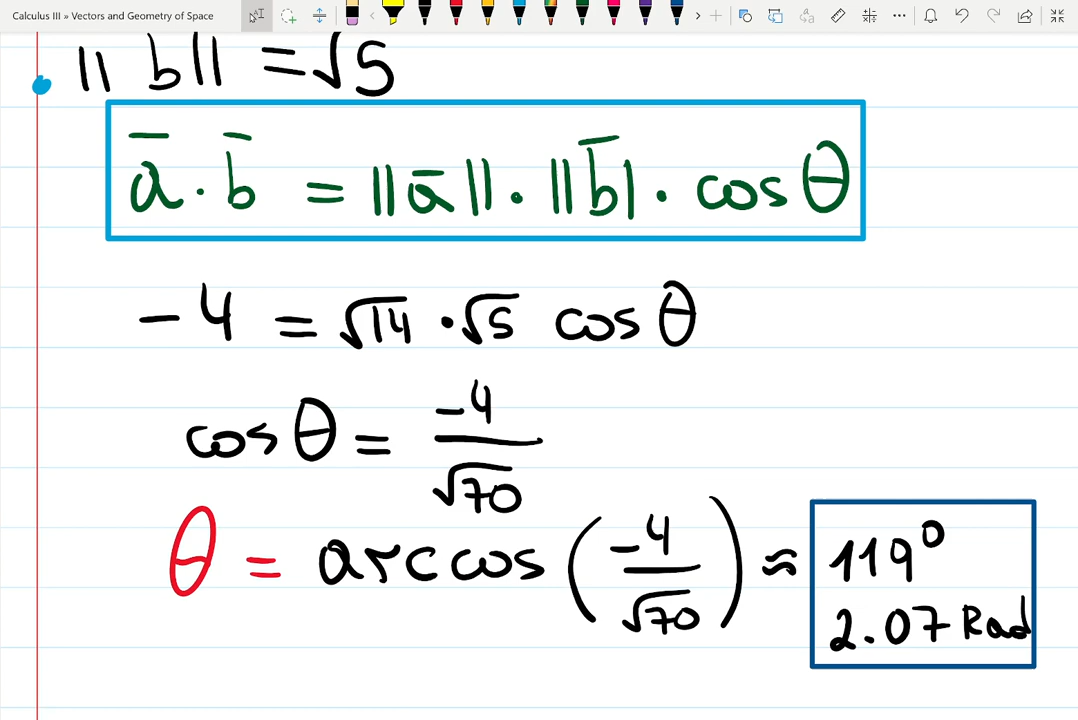 Calculus III » Vectors and Geometry of Space
|| b || = √5
a̅ · b̅ = ||a̅|| · ||b̅| · cos θ
-4 = √14 · √5 cos θ
cos θ = -4/√70
θ = arccos (-4/√70) ≈ 119°
2.07 Rad